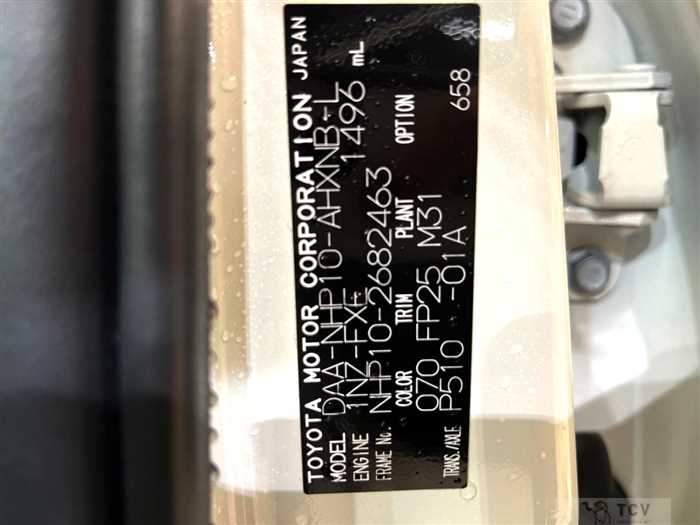 TOYOTA MOTOR CORPORATION JAPAN
MODEL DAA-NHP10-AHXNB-L
ENGINE 1NZ-FXE 1496 mL
FRAME No. NHP10-2682463
COLOR TRIM PLANT OPTION
070 FP25 M31
& TRANS./AXLE P510 -01A 658
TCV